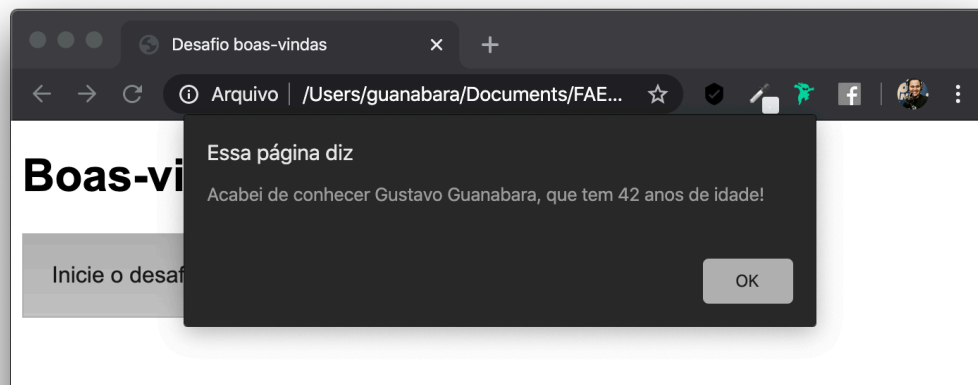 Desafio boas-vindas
Arquivo /Users/guanabara/Documents/FAE...
Essa página diz
Boas-vi
Acabei de conhecer Gustavo Guanabara, que tem 42 anos de idade!
Inicie o desaf
OK